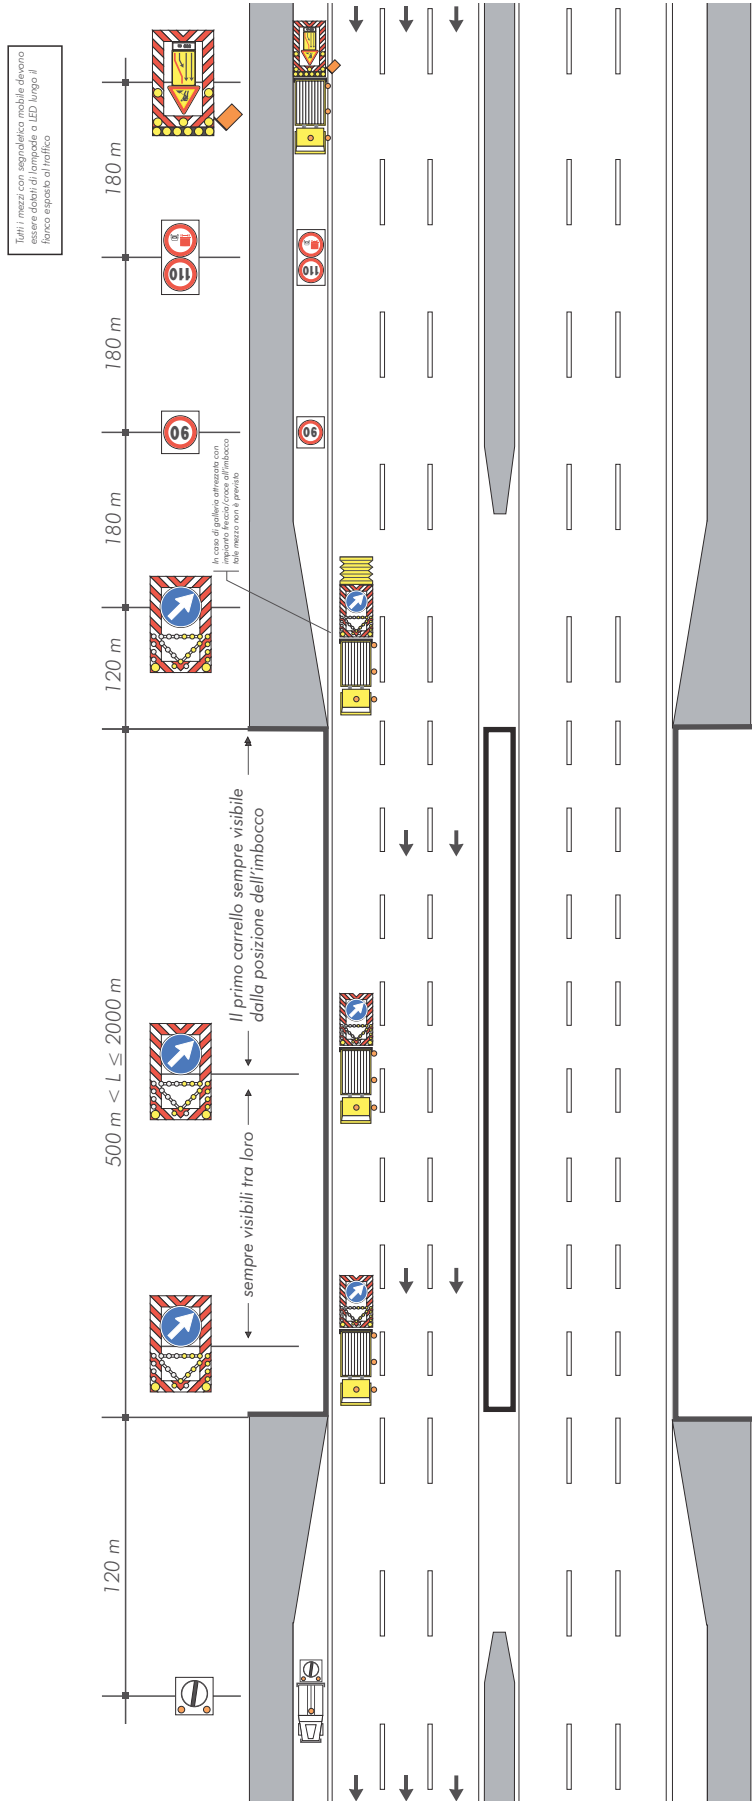 Tutti i mezzi con segnaletica mobile devono
essere dotati di lampade a LED lungo il
fianco esposto al traffico
180 m
110
110
180 m
90
90
In caso di galleria attrezzata con
impianto freccia/croce all'imbocco
tale mezzo non è previsto
180 m
120 m
Il primo carrello sempre visibile
dalla posizione dell'imbocco
500 m < L ≤ 2000 m
sempre visibili tra loro
120 m